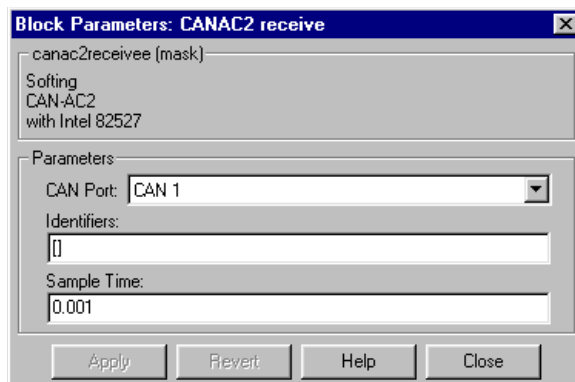 Block Parameters: CANAC2 receive
canac2receivee (mask)
Softing
CAN-AC2
with Intel 82527
Parameters
CAN Port: CAN 1
Identifiers:
[]
Sample Time:
0.001
Apply Revert Help Close